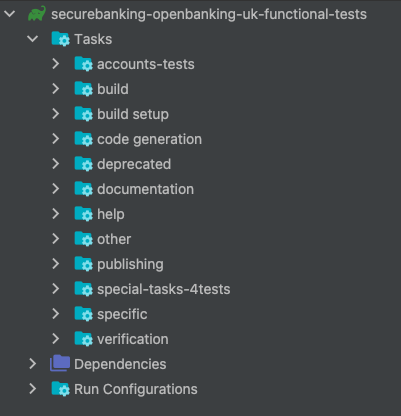 securebanking-openbanking-uk-functional-tests
Tasks
accounts-tests
build
build setup
code generation
deprecated
documentation
help
other
publishing
special-tasks-4tests
specific
verification
Dependencies
Run Configurations